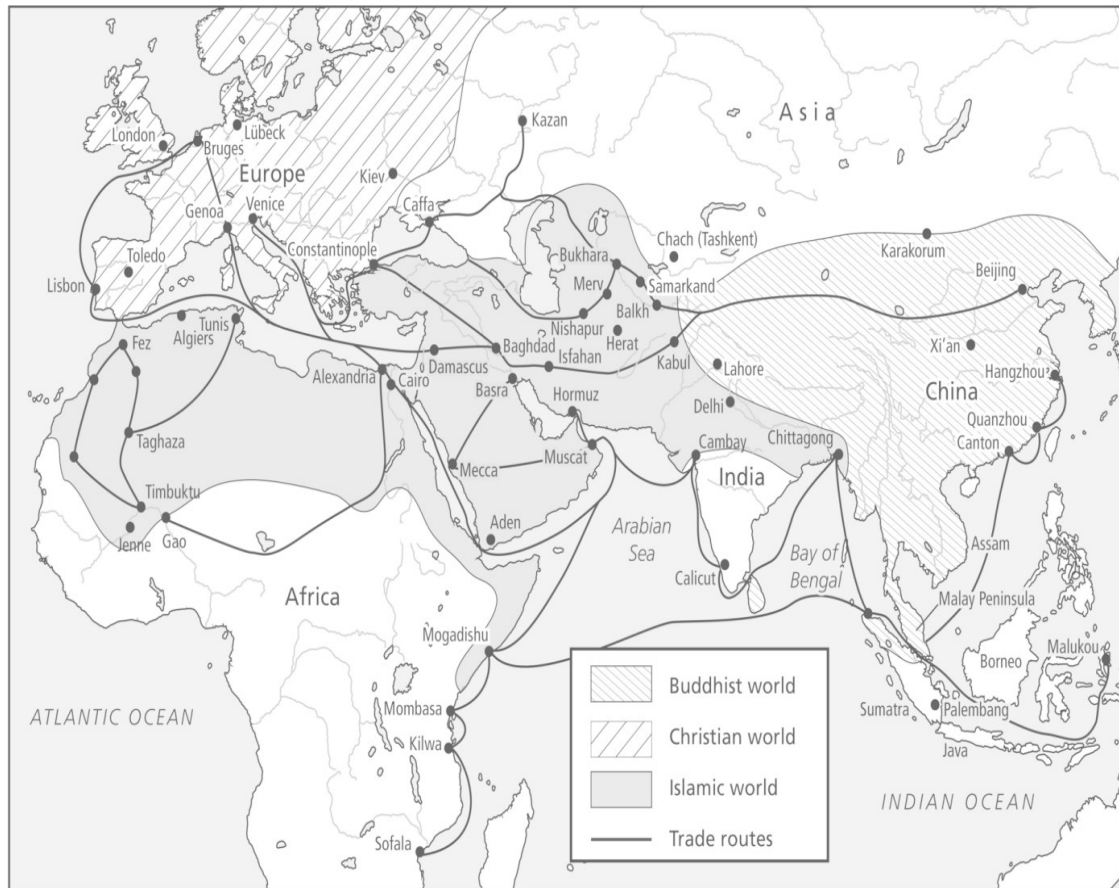 Asia
Kazan
London
Lübeck
Bruges
Europe
Kiev
Venice
Genoa
Caffa
Constantinople
Toledo
Lisbon
Chach (Tashkent)
Karakorum
Bukhara
Beijing
Samarkand
Merv
Balkh
Tunis
Algiers
Nishapur
Herat
Fez
Baghdad
Isfahan
Kabul
Xi'an
Damascus
Lahore
Hangzhou
Alexandria
Cairo
Basra
Hormuz
China
Delhi
Quanzhou
Canton
Taghaza
Muscat
Cambay
Chittagong
Mecca
India
Timbuktu
Arabian
Sea
Aden
Jenne
Gao
Bay of
Bengal
Assam
Calicut
Africa
Malay Peninsula
Mogadishu
Malukou
Borneo
Buddhist world
Mombasa
Sumatra
Palembang
ATLANTIC OCEAN
Christian world
Kilwa
Java
Islamic world
INDIAN OCEAN
Trade routes
Sofala